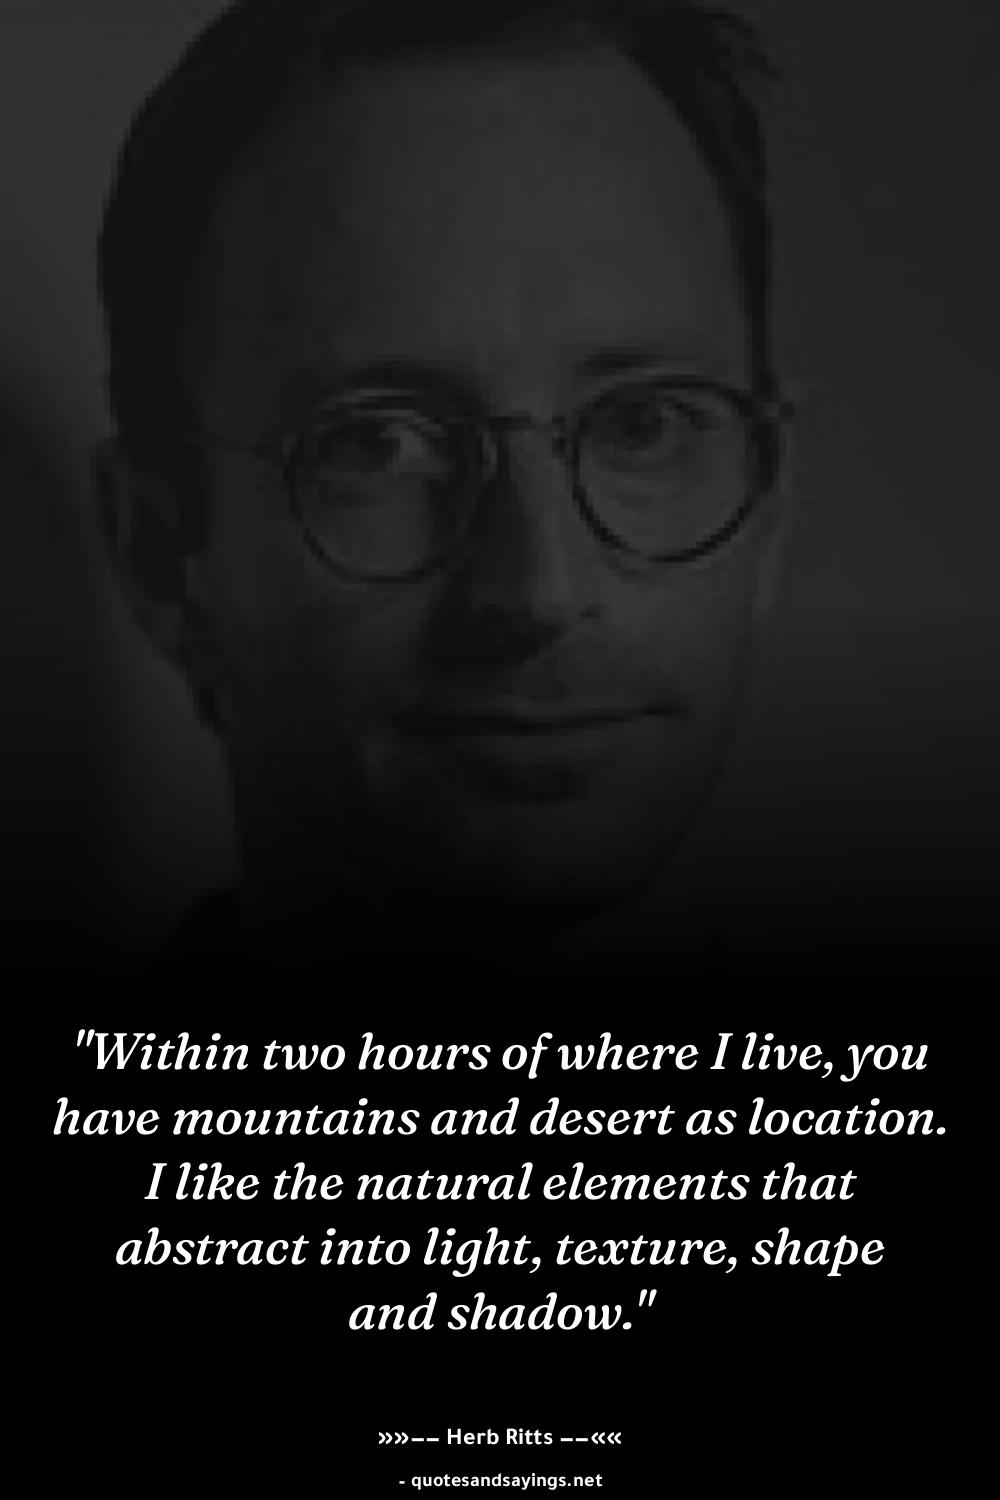 "Within two hours of where I live, you
have mountains and desert as location.
I like the natural elements that
abstract into light, texture, shape
and shadow."
»»−− Herb Ritts −−««
- quotesandsayings.net